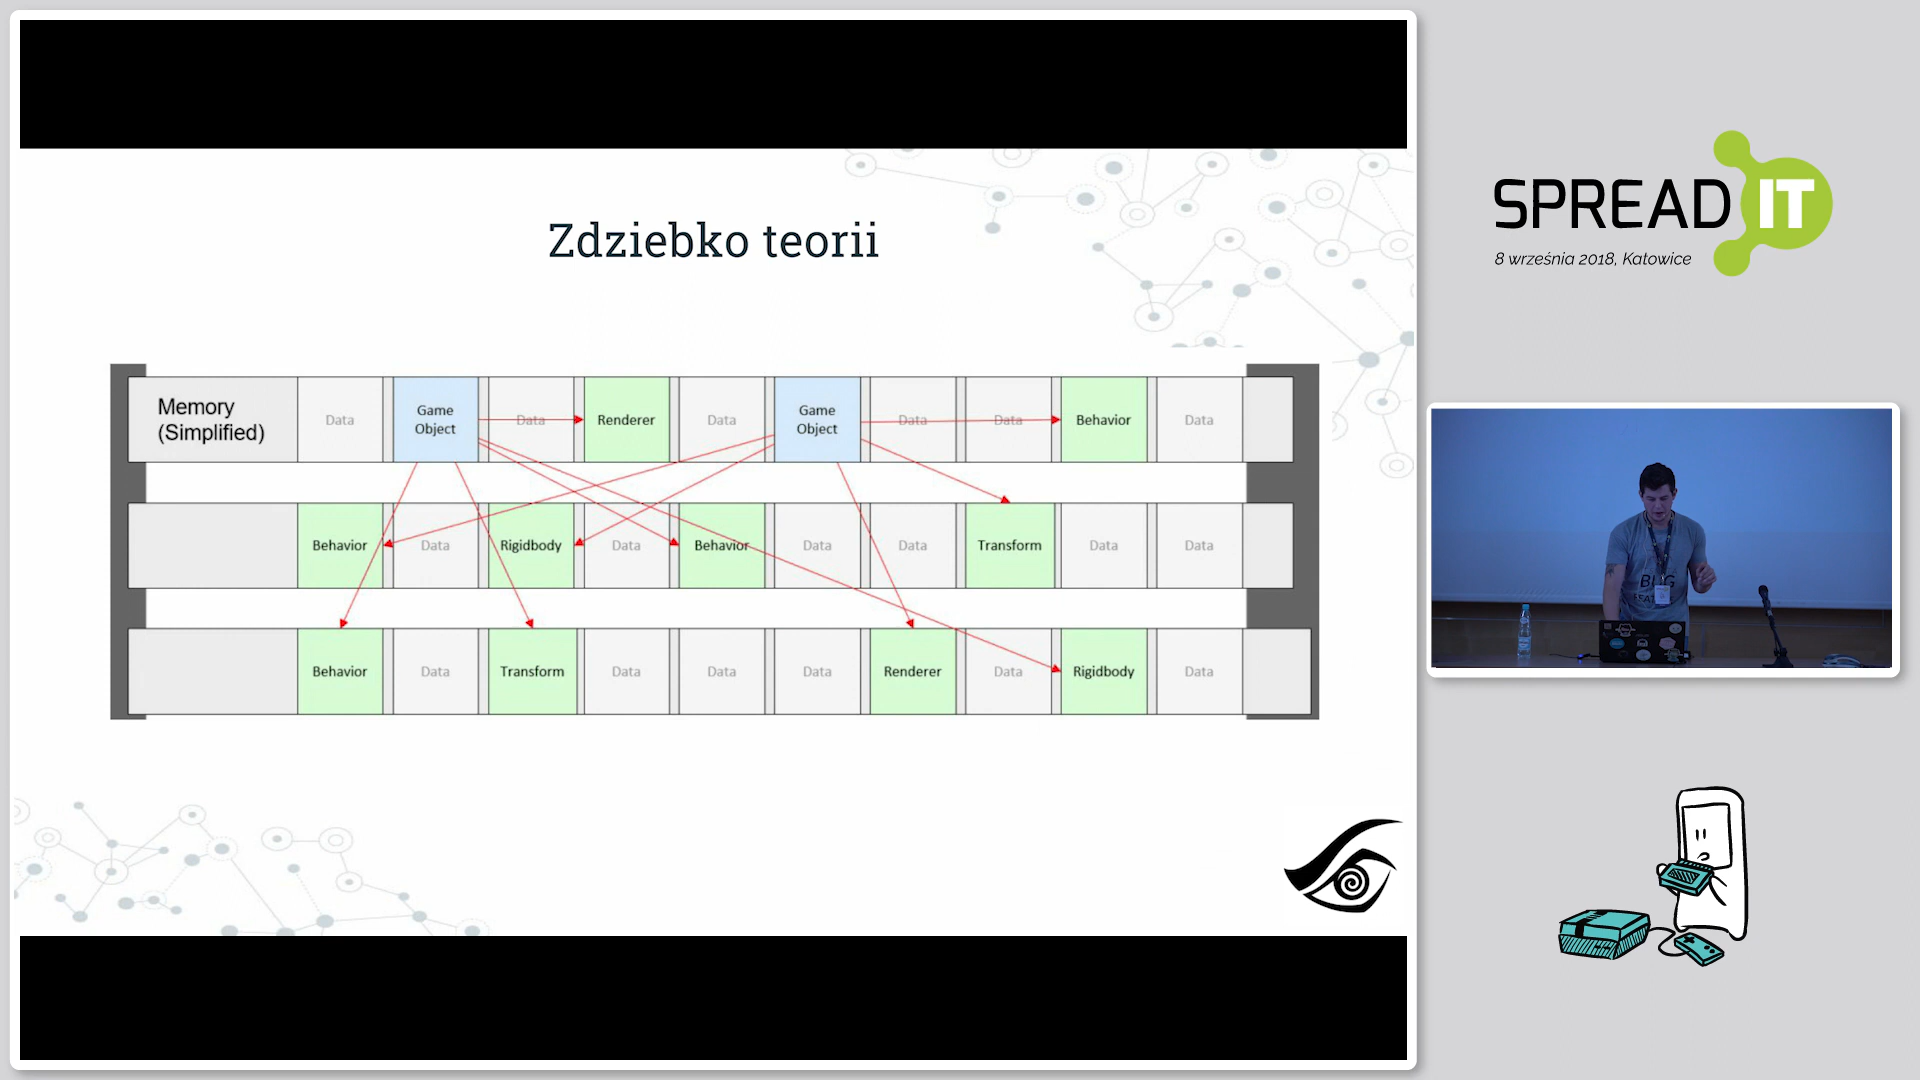 Zdziebko teorii
Memory
(Simplified)
Data
Game
Object
Data
Renderer
Data
Game
Object
Data
Data
Behavior
Data
Behavior
Data
Rigidbody
Data
Behavior
Data
Data
Transform
Data
Data
Behavior
Data
Transform
Data
Data
Data
Renderer
Data
Rigidbody
Data
SPREAD IT
8 września 2018, Katowice